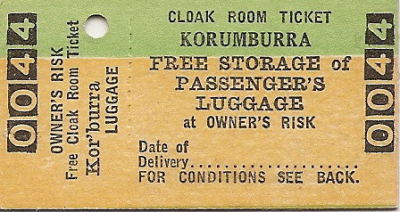 0044
OWNER'S RISK
Free Cloak Room Ticket
Kor'burra
LUGGAGE
CLOAK ROOM TICKET
KORUMBURRA
FREE STORAGE of
PASSENGER'S
LUGGAGE
at OWNER'S RISK
Date of
Delivery....................
FOR CONDITIONS SEE BACK.
0044